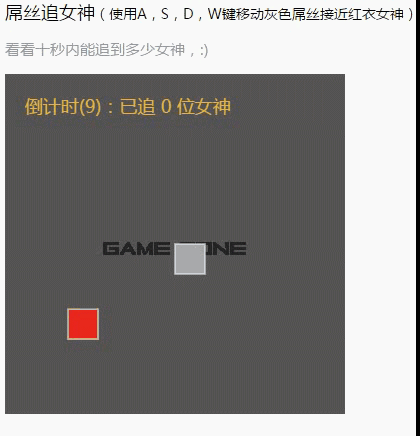 屌丝追女神（使用A，S，D，W键移动灰色屌丝接近红衣女神）
看看十秒内能追到多少女神，:)
倒计时(9)：已追 0 位女神
GAME ZONE